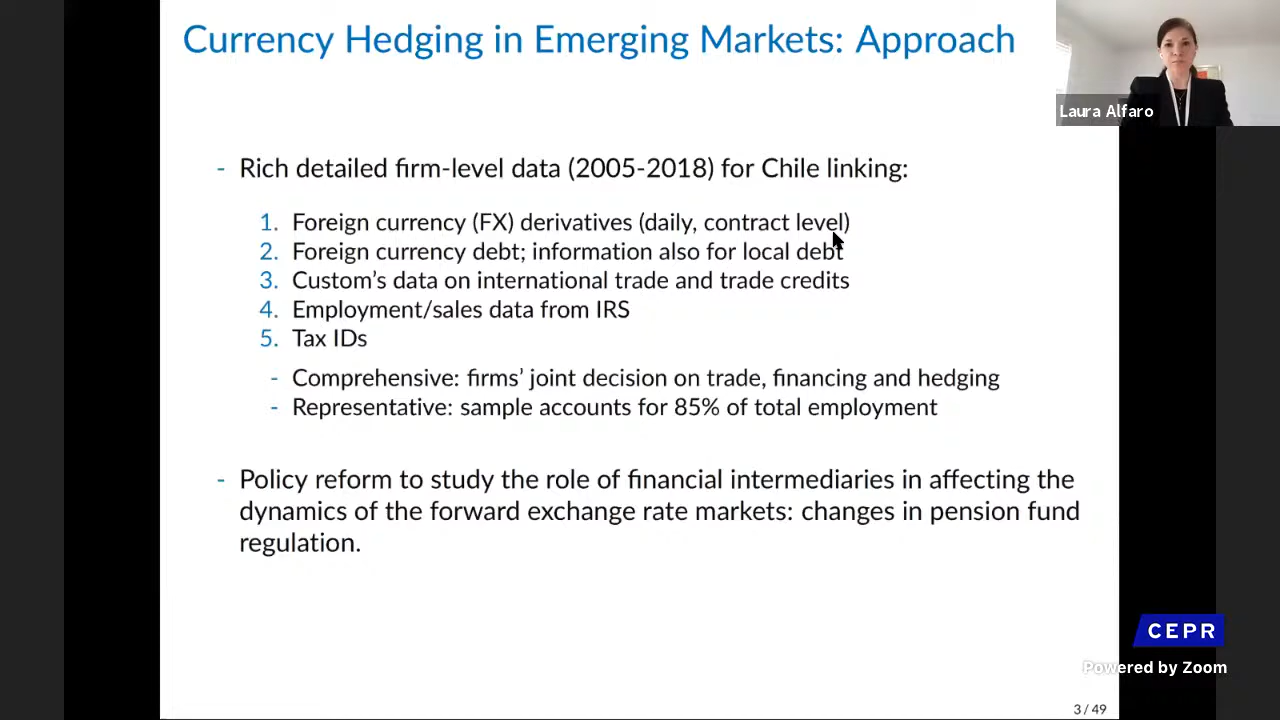 Currency Hedging in Emerging Markets: Approach
Laura Alfaro
- Rich detailed firm-level data (2005-2018) for Chile linking:
1. Foreign currency (FX) derivatives (daily, contract level)
2. Foreign currency debt; information also for local debt
3. Custom's data on international trade and trade credits
4. Employment/sales data from IRS
5. Tax IDs
- Comprehensive: firms' joint decision on trade, financing and hedging
- Representative: sample accounts for 85% of total employment
- Policy reform to study the role of financial intermediaries in affecting the
dynamics of the forward exchange rate markets: changes in pension fund
regulation.
CEPR
Powered by Zoom
3 / 49